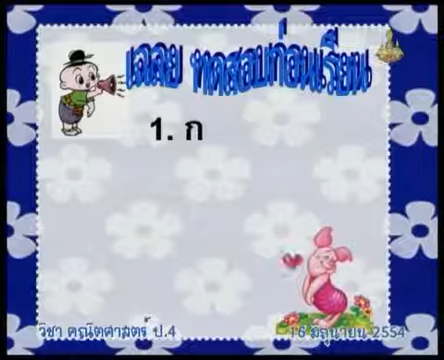 เฉลย ทดสอบก่อนเรียน
1. ก
วิชา คณิตศาสตร์ ป.4
16 มิถุนายน 2554